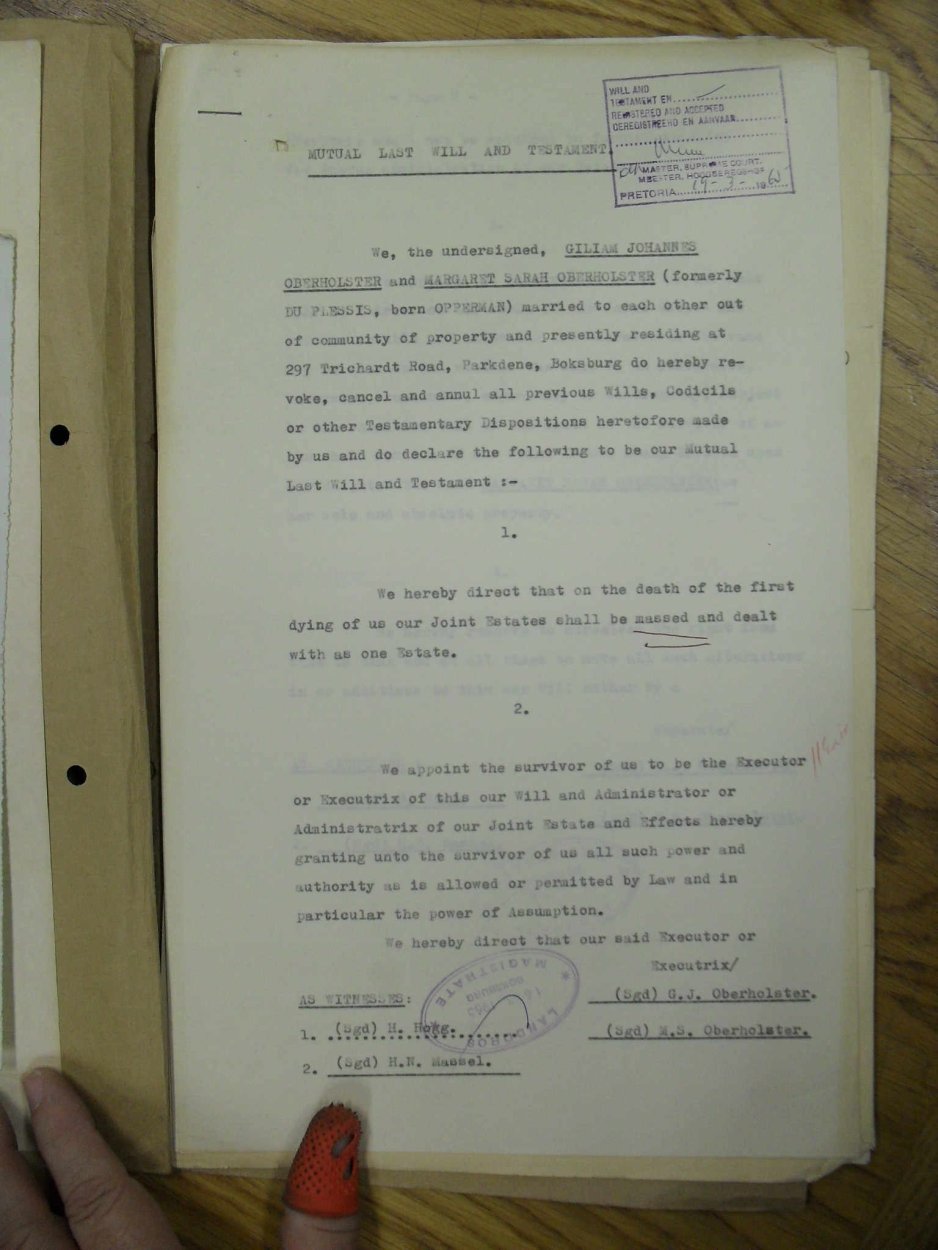 WILL AND
TESTAMENT EN
REGISTERED AND ACCEPTED
GEREGISTREERD EN AANVAAR
MASTER, SUPREME COURT.
MEESTER, HOOGGEREGSHOF
PRETORIA 19-3-
MUTUAL LAST WILL AND TESTAMENT.
We, the undersigned, GILIAM JOHANNES
OBERHOLSTER and MARGARET SARAH OBERHOLSTER (formerly
DU PLESSIS, born OPPERMAN) married to each other out
of community of property and presently residing at
297 Trichardt Road, Parkdene, Boksburg do hereby re-
voke, cancel and annul all previous Wills, Codicils
or other Testamentary Dispositions heretofore made
by us and do declare the following to be our Mutual
Last Will and Testament :-
1.
We hereby direct that on the death of the first
dying of us our Joint Estates shall be massed and dealt
with as one Estate.
2.
We appoint the survivor of us to be the Executor
or Executrix of this our Will and Administrator or
Administratrix of our Joint Estate and Effects hereby
granting unto the survivor of us all such power and
authority as is allowed or permitted by Law and in
particular the power of Assumption.
We hereby direct that our said Executor or
Executrix/
AS WITNESSES:
(Sgd) G.J. Oberholster.
1. (Sgd) H. Hogg.
(Sgd) M.S. Oberholster.
2. (Sgd) H.N. Massel.
MAGISTRATE
BOKSBURG
LANDDROS